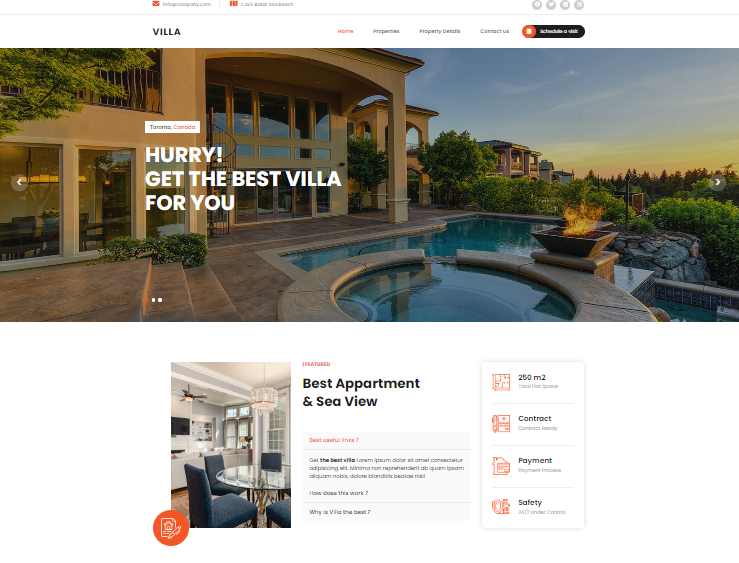 info@company.com
Cox's Bazar Sea Beach
VILLA
Home
Properties
Property Details
Contact Us
Schedule a visit
Toronto, Canada
HURRY!
GET THE BEST VILLA
FOR YOU
| FEATURED
Best Appartment
& Sea View
Best useful links ?
Get the best villa Lorem ipsum dolor sit amet consectetur
adipisicing elit. Minima non reprehenderit ab quam ipsam
aliquam nobis, dolore blanditiis beatae nisi!
How does this work ?
Why is Villa the best ?
250 m2
Total Flat Space
Contract
Contract Ready
Payment
Payment Process
Safety
24/7 Under Control